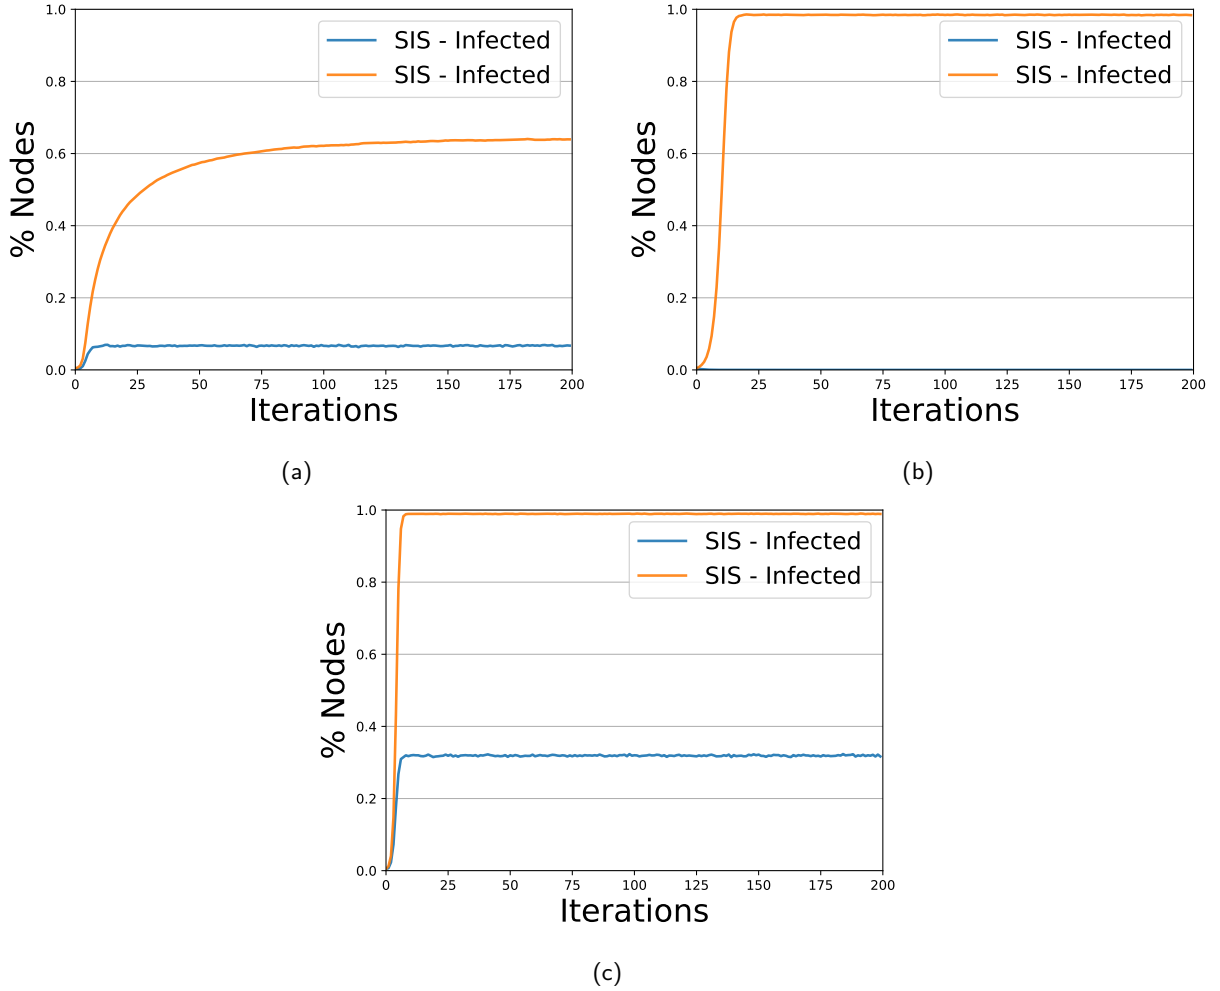 1.0
0.8
0.6
0.4
0.2
0.0
% Nodes
SIS - Infected
SIS - Infected
0 25 50 75 100 125 150 175 200
Iterations
(a)
1.0
0.8
0.6
0.4
0.2
0.0
% Nodes
SIS - Infected
SIS - Infected
0 25 50 75 100 125 150 175 200
Iterations
(b)
1.0
0.8
0.6
0.4
0.2
0.0
% Nodes
SIS - Infected
SIS - Infected
0 25 50 75 100 125 150 175 200
Iterations
(c)